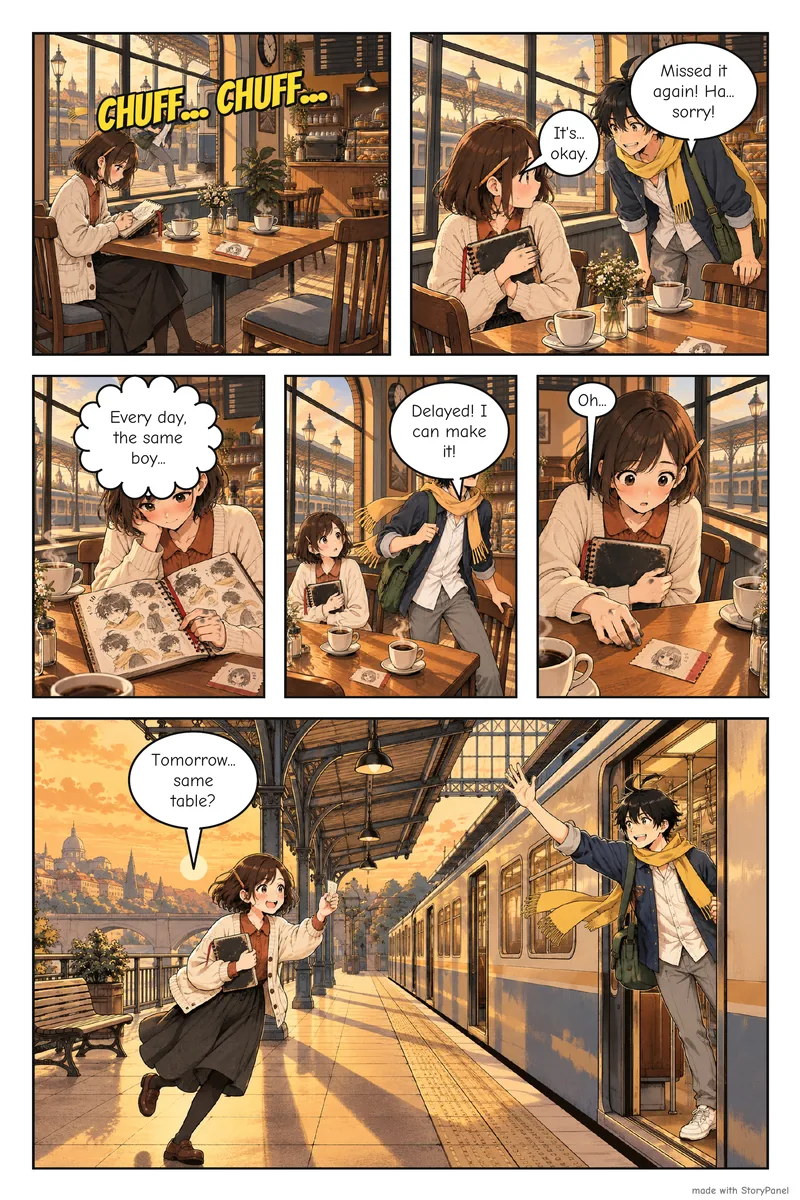 CHUFF... CHUFF...
It's...
okay.
Missed it
again! Ha...
sorry!
Every day,
the same
boy...
Delayed! I
can make
it!
Oh...
Tomorrow...
same
table?
made with StoryPanel